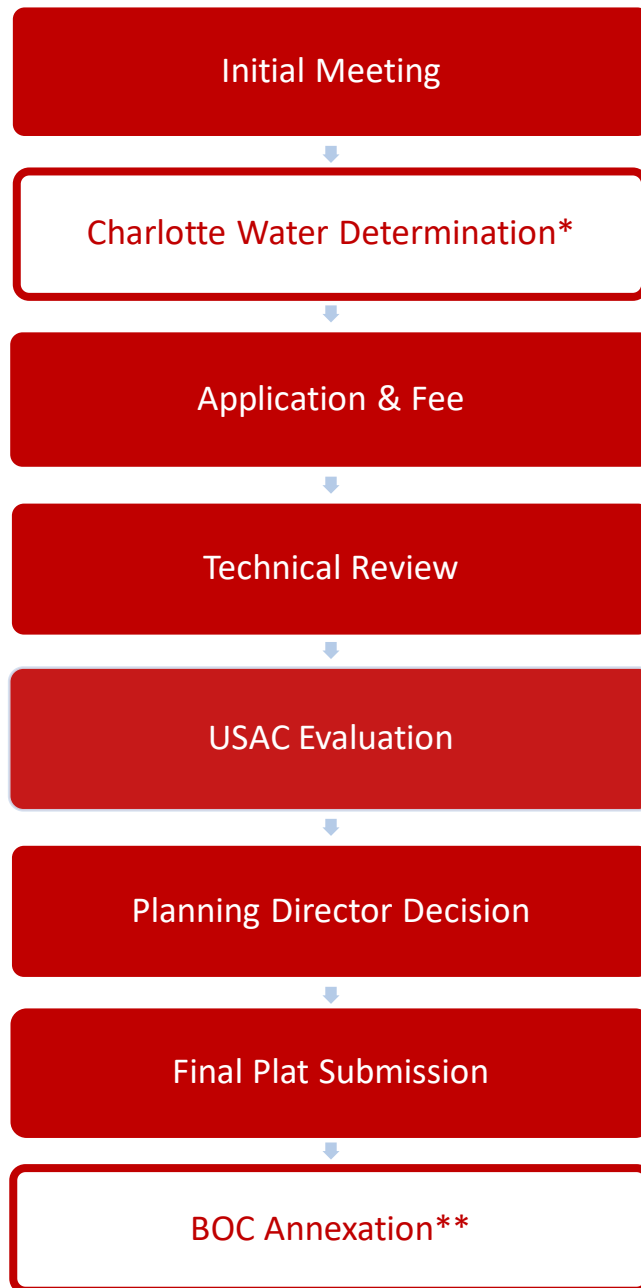 Initial Meeting
Charlotte Water Determination*
Application & Fee
Technical Review
USAC Evaluation
Planning Director Decision
Final Plat Submission
BOC Annexation**